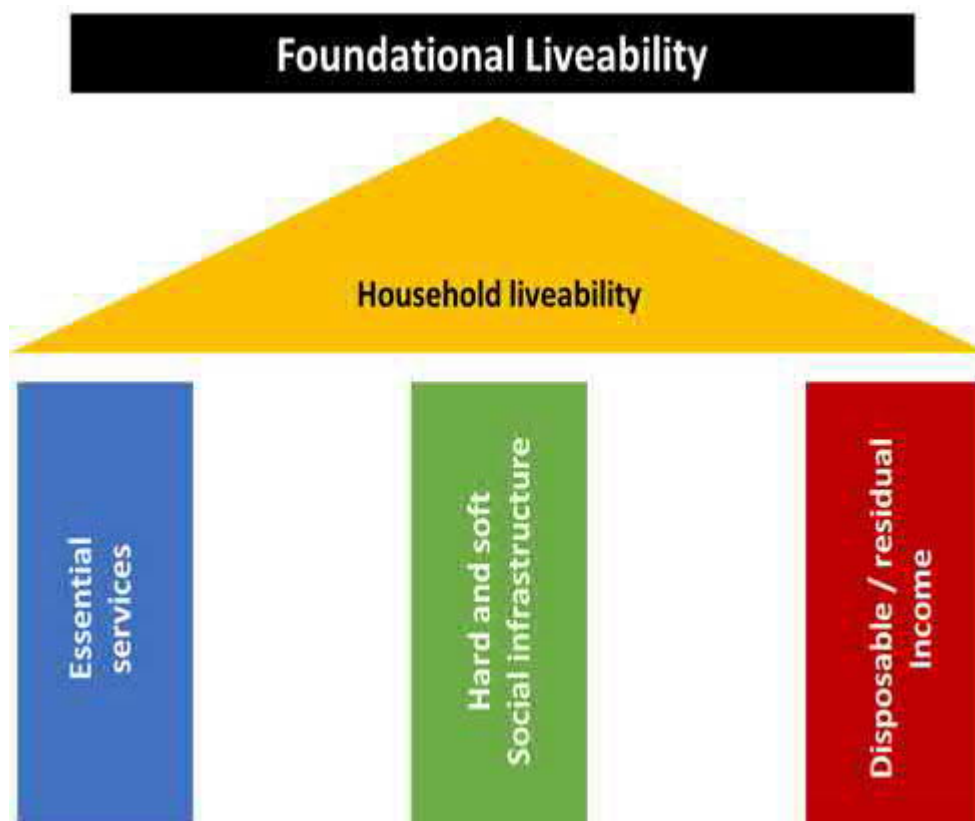 Foundational Liveability
Household liveability
Essential
services
Hard and soft
Social infrastructure
Disposable / residual
Income